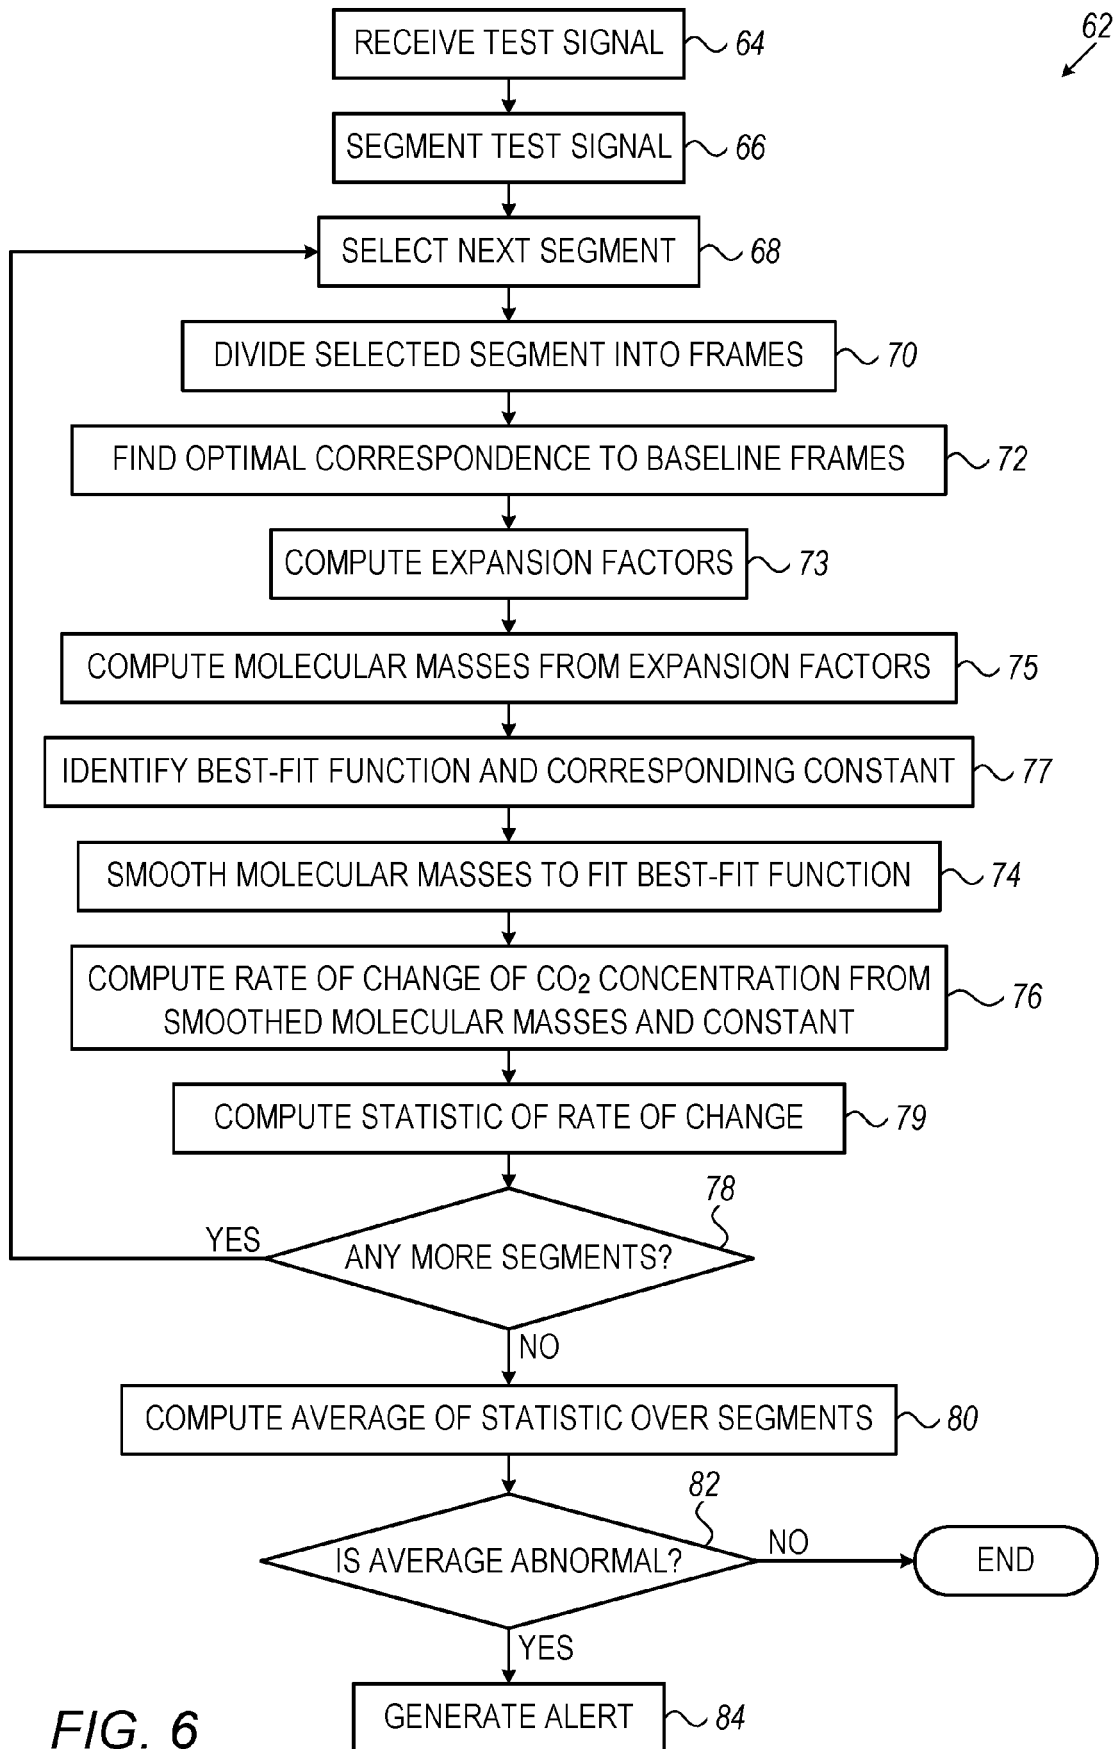 62
RECEIVE TEST SIGNAL 64
SEGMENT TEST SIGNAL 66
SELECT NEXT SEGMENT 68
DIVIDE SELECTED SEGMENT INTO FRAMES 70
FIND OPTIMAL CORRESPONDENCE TO BASELINE FRAMES 72
COMPUTE EXPANSION FACTORS 73
COMPUTE MOLECULAR MASSES FROM EXPANSION FACTORS 75
IDENTIFY BEST-FIT FUNCTION AND CORRESPONDING CONSTANT 77
SMOOTH MOLECULAR MASSES TO FIT BEST-FIT FUNCTION 74
COMPUTE RATE OF CHANGE OF CO₂ CONCENTRATION FROM
SMOOTHED MOLECULAR MASSES AND CONSTANT 76
COMPUTE STATISTIC OF RATE OF CHANGE 79
78
YES ANY MORE SEGMENTS?
NO
COMPUTE AVERAGE OF STATISTIC OVER SEGMENTS 80
82
IS AVERAGE ABNORMAL? NO END
YES
GENERATE ALERT 84
FIG. 6